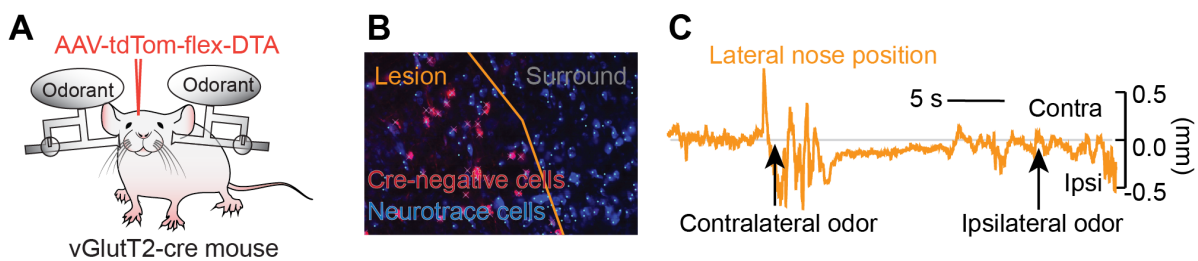 A
AAV-tdTom-flex-DTA
Odorant
Odorant
vGlutT2-cre mouse
B
Lesion
Surround
Cre-negative cells
Neurotrace cells
C
Lateral nose position
5 s
Contra
0.5
0.0
-0.5
(mm)
Ipsi
Contralateral odor
Ipsilateral odor